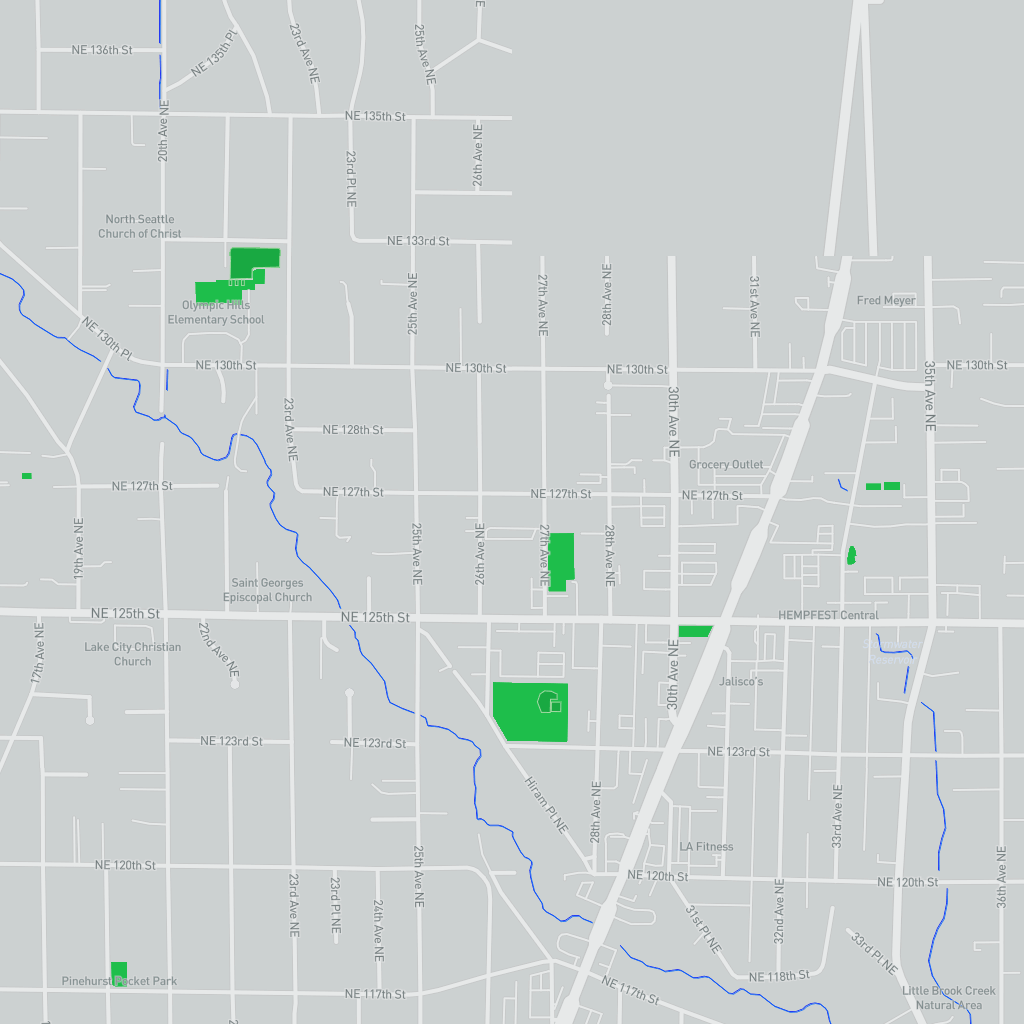 E
NE 136th St
NE 135th Pl
23rd Ave NE
25th Ave NE
20th Ave NE
NE 135th St
26th Ave NE
23rd Pl NE
North Seattle
Church of Christ
NE 133rd St
25th Ave NE
27th Ave NE
28th Ave NE
31st Ave NE
Fred Meyer
Olympic Hills
Elementary School
NE 130th Pl
NE 130th St
NE 130th St
NE 130th St
NE 130th St
35th Ave NE
30th Ave NE
23rd Ave NE
NE 128th St
Grocery Outlet
NE 127th St
NE 127th St
NE 127th St
NE 127th St
19th Ave NE
25th Ave NE
26th Ave NE
27th Ave NE
28th Ave NE
Saint Georges
Episcopal Church
NE 125th St
NE 125th St
HEMPFEST Central
17th Ave NE
Lake City Christian
Church
22nd Ave NE
30th Ave NE
Jalisco's
NE 123rd St
NE 123rd St
NE 123rd St
Hiram Pl NE
28th Ave NE
33rd Ave NE
LA Fitness
NE 120th St
25th Ave NE
NE 120th St
NE 120th St
36th Ave NE
23rd Ave NE
23rd Pl NE
24th Ave NE
31st Pl NE
32nd Ave NE
33rd Pl NE
Pinehurst Pocket Park
NE 117th St
NE 117th St
NE 118th St
Little Brook Creek
Natural Area